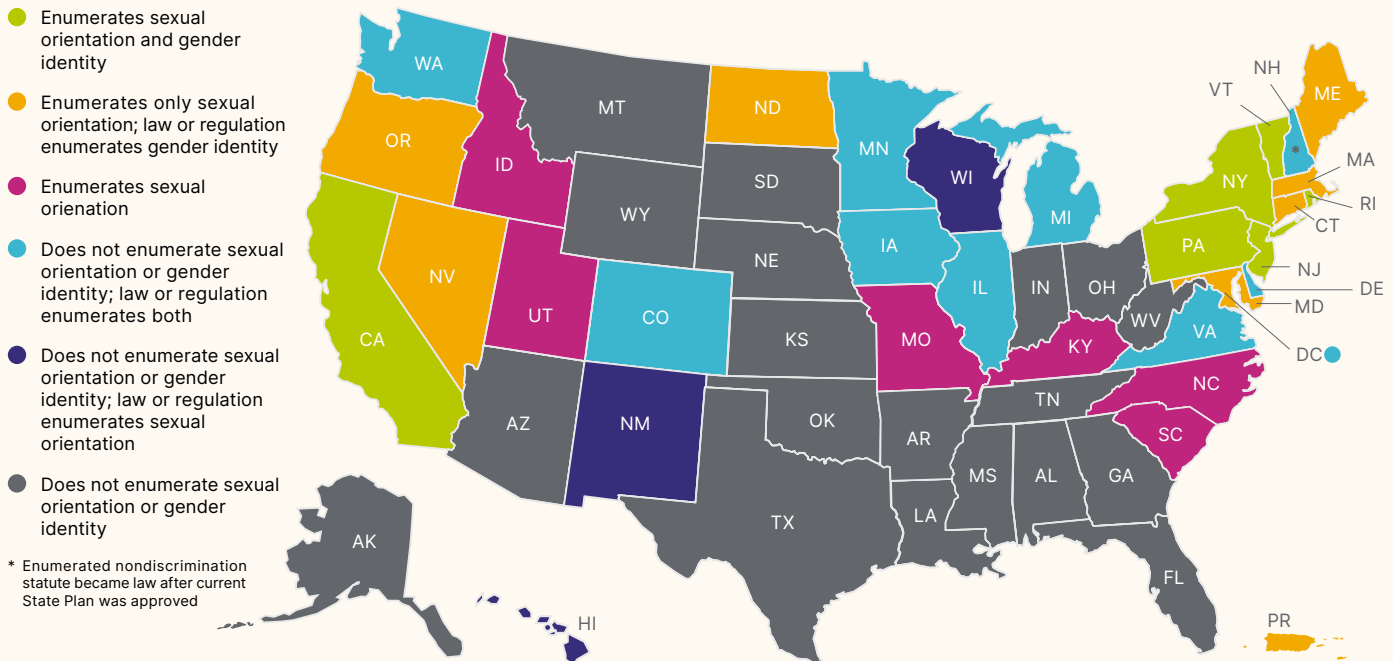 Enumerates sexual
orientation and gender
identity
Enumerates only sexual
orientation; law or regulation
enumerates gender identity
Enumerates sexual
orienation
Does not enumerate sexual
orientation or gender
identity; law or regulation
enumerates both
Does not enumerate sexual
orientation or gender
identity; law or regulation
enumerates sexual
orientation
Does not enumerate sexual
orientation or gender
identity
* Enumerated nondiscrimination
statute became law after current
State Plan was approved
WA
OR
ID
MT
ND
MN
SD
WY
WI
MI
NE
IA
NV
UT
CO
CA
KS
MO
IL
IN
OH
KY
WV
VA
PA
NY
VT
NH
*
ME
MA
RI
CT
NJ
DE
MD
DC
NC
SC
TN
AZ
NM
OK
AR
TX
LA
MS
AL
GA
FL
AK
HI
PR